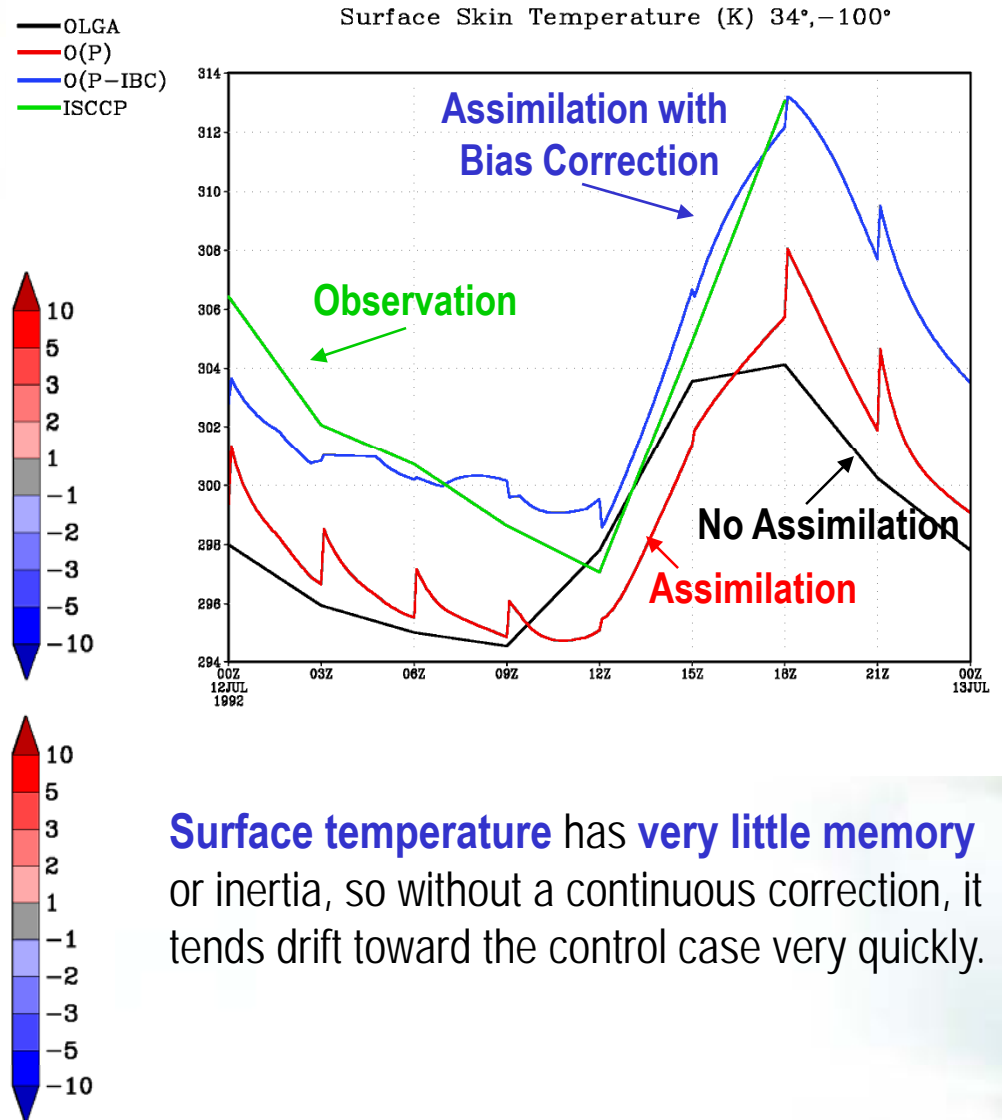 Surface Skin Temperature (K) 34°,−100°
OLGA
O(P)
O(P−IBC)
ISCCP
314
312
310
308
306
304
302
300
298
296
294
Assimilation with
Bias Correction
Observation
No Assimilation
Assimilation
00Z 03Z 06Z 09Z 12Z 15Z 18Z 21Z 00Z
12JUL 13JUL
1992
10
5
3
2
1
−1
−2
−3
−5
−10
10
5
3
2
1
−1
−2
−3
−5
−10
Surface temperature has very little memory
or inertia, so without a continuous correction, it
tends drift toward the control case very quickly.